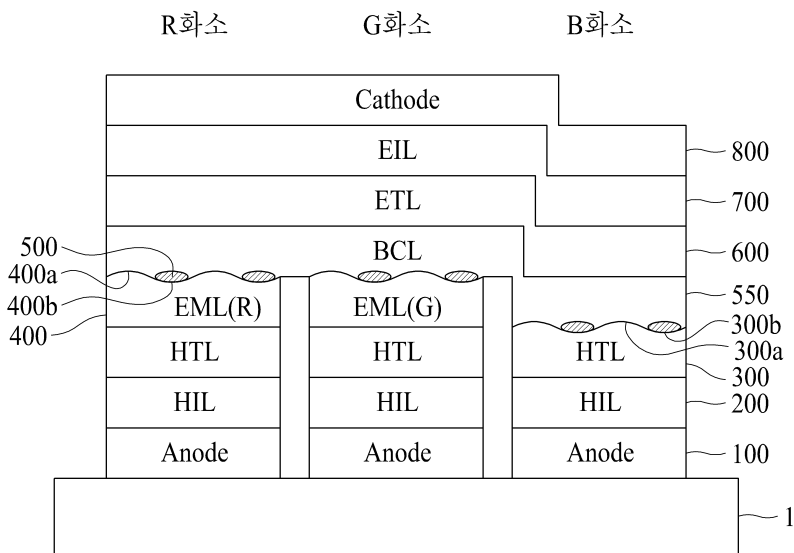 R화소 G화소 B화소
Cathode
EIL 800
ETL 700
500 BCL 600
400a
400b EML(R) EML(G) 550
400 300b
HTL HTL HTL 300a
300
HIL HIL HIL 200
Anode Anode Anode 100
1